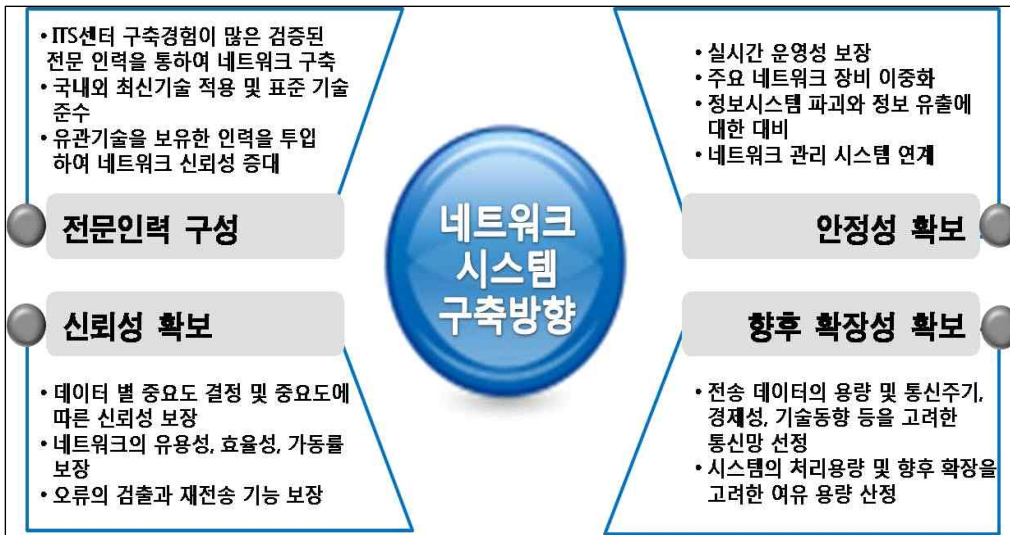 • ITS센터 구축경험이 많은 검증된
전문 인력을 통하여 네트워크 구축
• 국내외 최신기술 적용 및 표준 기술
준수
• 유관기술을 보유한 인력을 투입
하여 네트워크 신뢰성 증대
전문인력 구성
• 실시간 운영성 보장
• 주요 네트워크 장비 이중화
• 정보시스템 파괴와 정보 유출에
대한 대비
• 네트워크 관리 시스템 연계
안정성 확보
네트워크
시스템
구축방향
신뢰성 확보
• 데이터 별 중요도 결정 및 중요도에
따른 신뢰성 보장
• 네트워크의 유용성, 효율성, 가동률
보장
• 오류의 검출과 재전송 기능 보장
향후 확장성 확보
• 전송 데이터의 용량 및 통신주기,
경제성, 기술동향 등을 고려한
통신망 선정
• 시스템의 처리용량 및 향후 확장을
고려한 여유 용량 산정